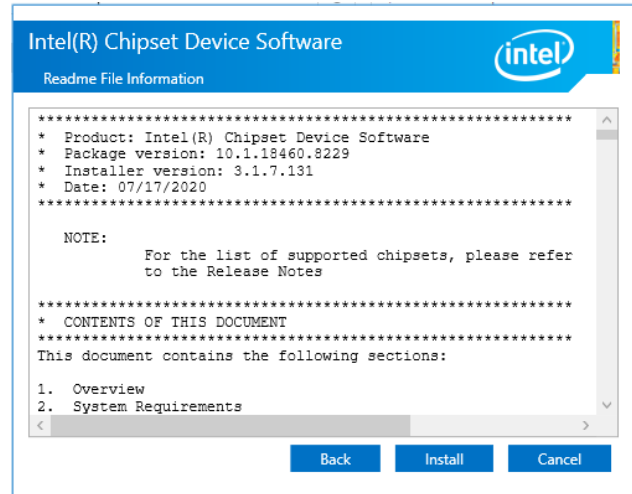 Intel(R) Chipset Device Software
intel
Readme File Information
**************************************************************
*  Product: Intel(R) Chipset Device Software
*  Package version: 10.1.18460.8229
*  Installer version: 3.1.7.131
*  Date: 07/17/2020
**************************************************************
NOTE:
For the list of supported chipsets, please refer
to the Release Notes
**************************************************************
*  CONTENTS OF THIS DOCUMENT
**************************************************************
This document contains the following sections:
1.  Overview
2.  System Requirements
Back
Install
Cancel